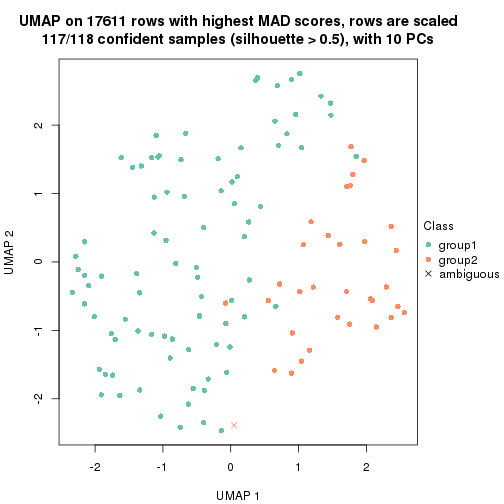 UMAP on 17611 rows with highest MAD scores, rows are scaled
117/118 confident samples (silhouette > 0.5), with 10 PCs
2
1
0
-1
-2
UMAP 2
-2
-1
0
1
2
UMAP 1
Class
group1
group2
ambiguous